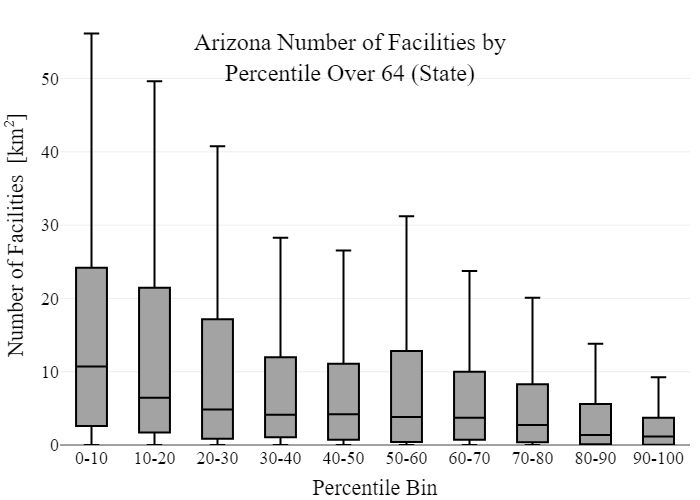 Arizona Number of Facilities by
Percentile Over 64 (State)
Number of Facilities [km²]
50
40
30
20
10
0
0-10 10-20 20-30 30-40 40-50 50-60 60-70 70-80 80-90 90-100
Percentile Bin